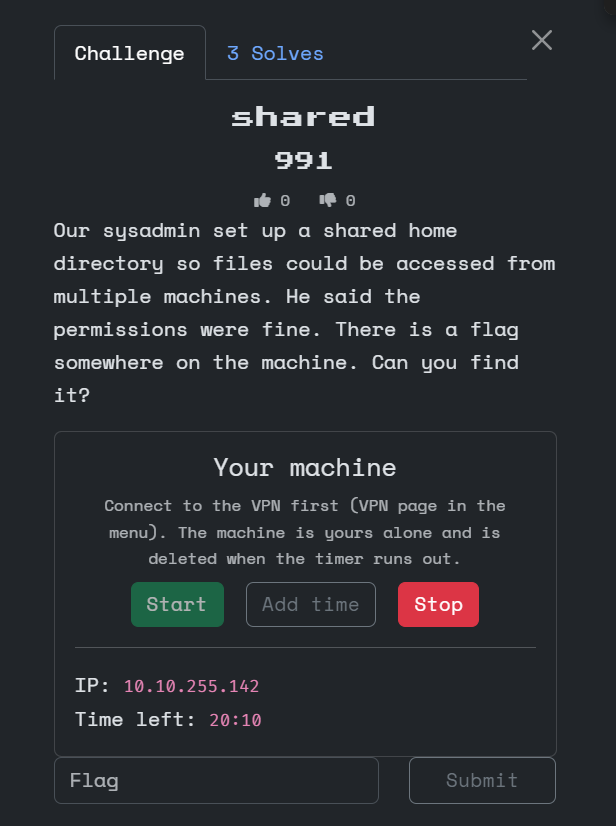 Challenge
3 Solves
shared
991
0
0
Our sysadmin set up a shared home
directory so files could be accessed from
multiple machines. He said the
permissions were fine. There is a flag
somewhere on the machine. Can you find
it?
Your machine
Connect to the VPN first (VPN page in the
menu). The machine is yours alone and is
deleted when the timer runs out.
Start
Add time
Stop
IP: 10.10.255.142
Time left: 20:10
Flag
Submit